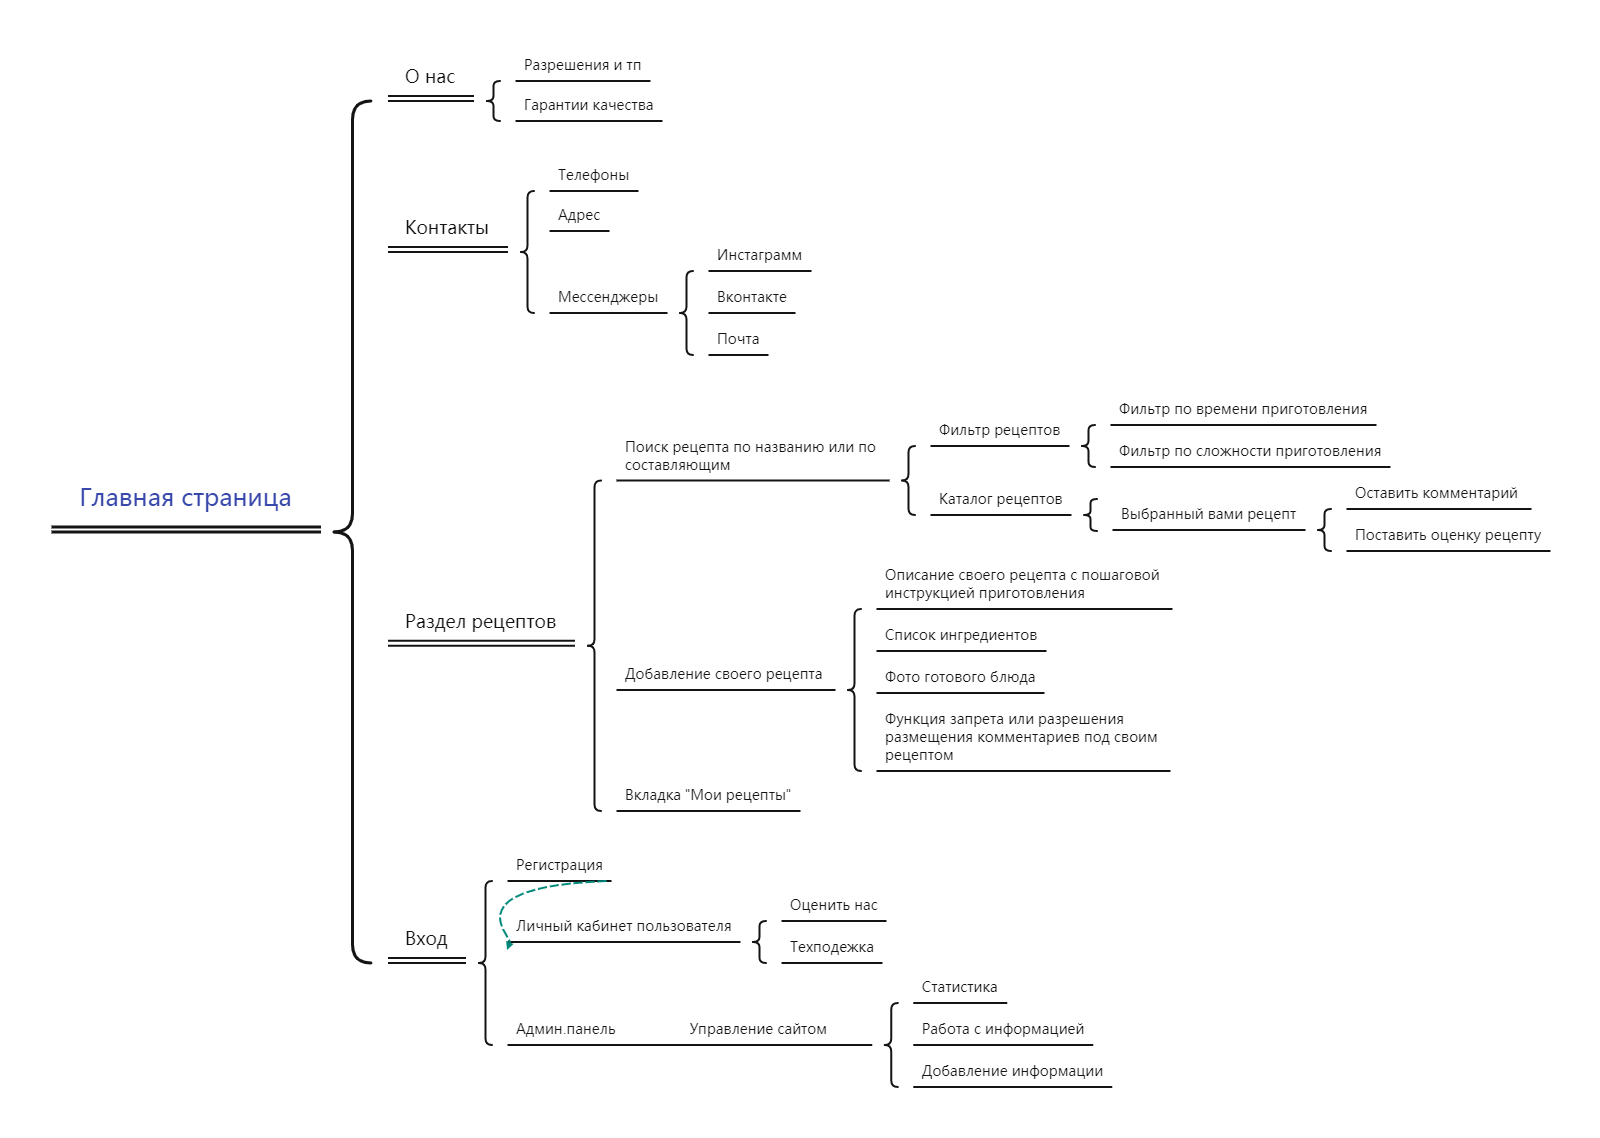 О нас
Разрешения и тп
Гарантии качества
Контакты
Телефоны
Адрес
Мессенджеры
Инстаграмм
Вконтакте
Почта
Главная страница
Раздел рецептов
Поиск рецепта по названию или по
составляющим
Фильтр рецептов
Фильтр по времени приготовления
Фильтр по сложности приготовления
Каталог рецептов
Выбранный вами рецепт
Оставить комментарий
Поставить оценку рецепту
Добавление своего рецепта
Описание своего рецепта с пошаговой
инструкцией приготовления
Список ингредиентов
Фото готового блюда
Функция запрета или разрешения
размещения комментариев под своим
рецептом
Вкладка "Мои рецепты"
Вход
Регистрация
Личный кабинет пользователя
Оценить нас
Техподежка
Админ.панель
Управление сайтом
Статистика
Работа с информацией
Добавление информации